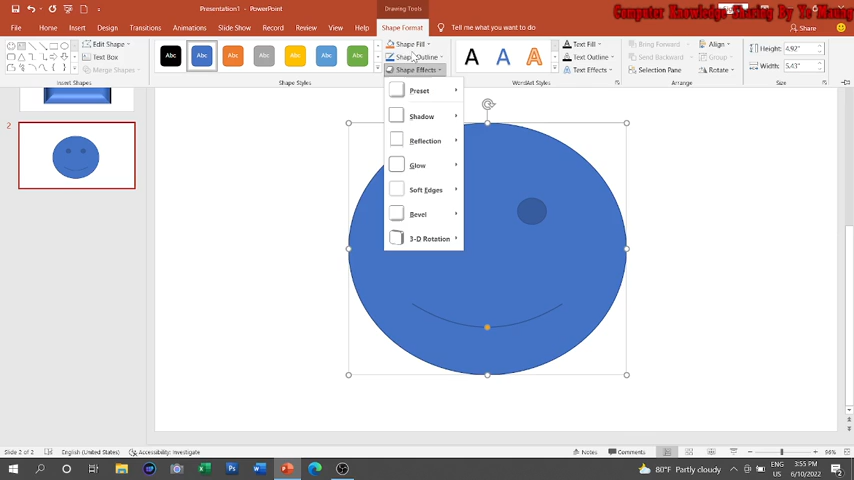 Presentation1 - PowerPoint
Drawing Tools
Computer Knowledge Sharing By Ye Maung
File Home Insert Design Transitions Animations Slide Show Record Review View Help Shape Format Tell me what you want to do Share
Edit Shape
Text Box
Merge Shapes
Insert Shapes
Abc Abc Abc Abc Abc Abc Abc
Shape Styles
Shape Fill
Shape Outline
Shape Effects
A A A
WordArt Styles
Text Fill
Text Outline
Text Effects
Bring Forward
Send Backward
Selection Pane
Align
Group
Rotate
Arrange
Height: 4.92"
Width: 5.43"
Size
Preset
Shadow
Reflection
Glow
Soft Edges
Bevel
3-D Rotation
2
Slide 2 of 2 English (United States) Accessibility: Investigate Notes Comments 96%
80°F Partly cloudy
ENG
US
3:55 PM
6/10/2022